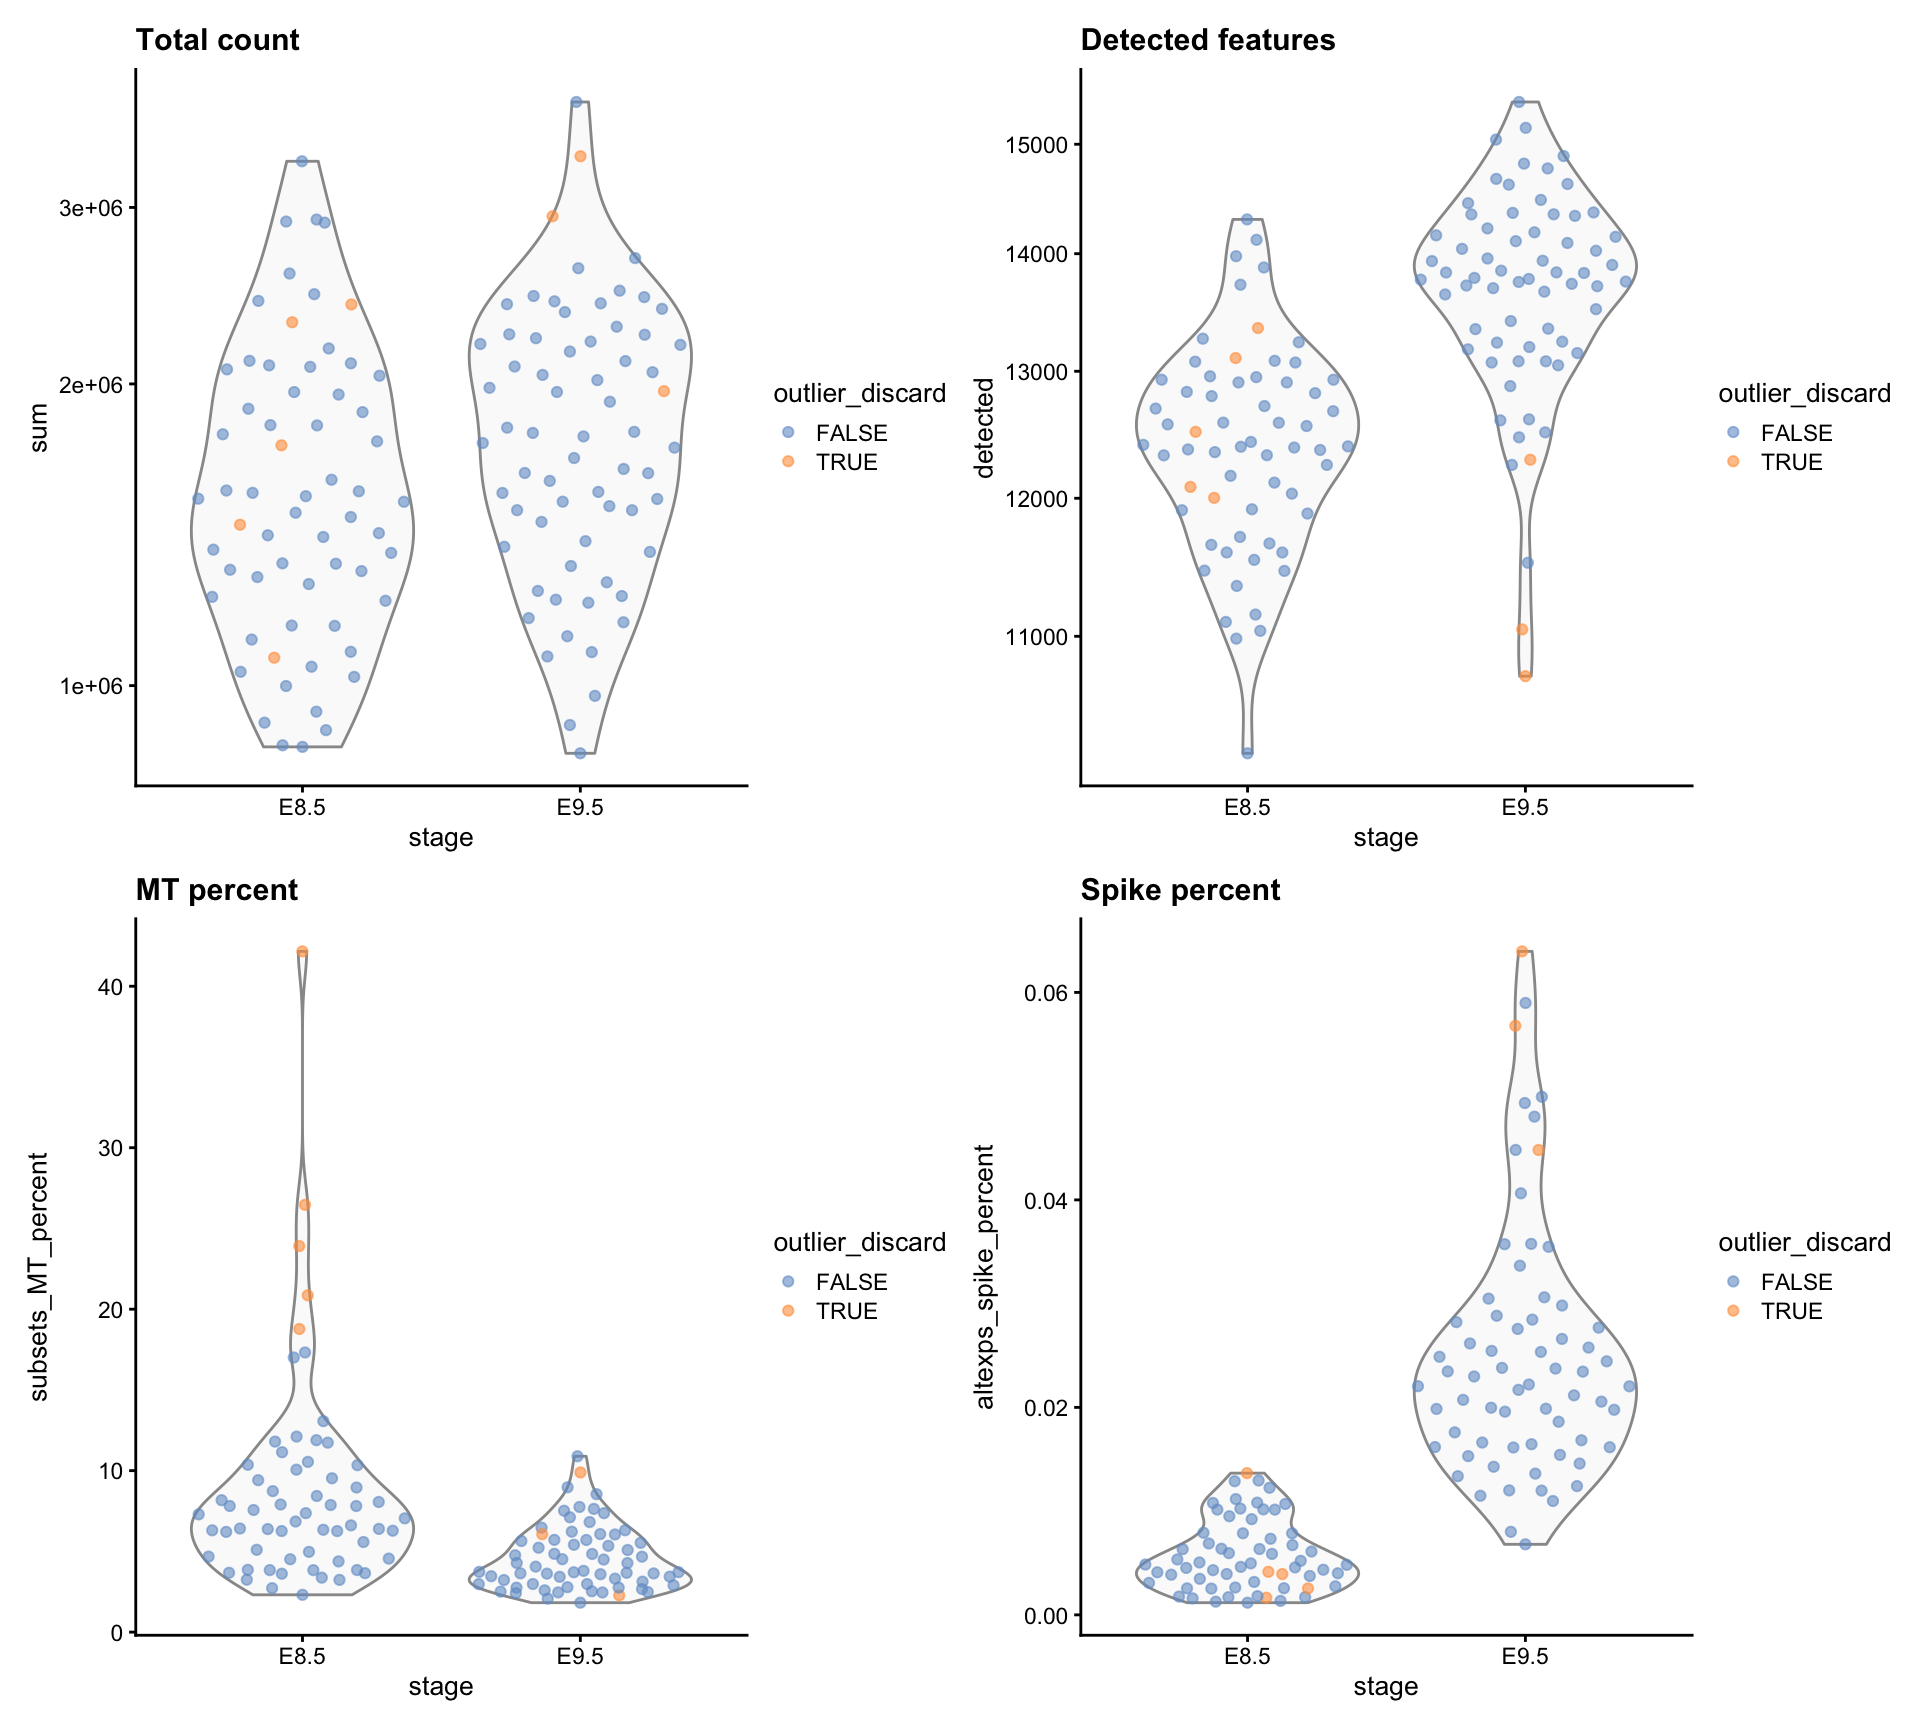 Total count
sum
3e+06
2e+06
1e+06
E8.5 E9.5
stage
outlier_discard
FALSE
TRUE
Detected features
detected
15000
14000
13000
12000
11000
E8.5 E9.5
stage
outlier_discard
FALSE
TRUE
MT percent
subsets_MT_percent
40
30
20
10
0
E8.5 E9.5
stage
outlier_discard
FALSE
TRUE
Spike percent
altexps_spike_percent
0.06
0.04
0.02
0.00
E8.5 E9.5
stage
outlier_discard
FALSE
TRUE